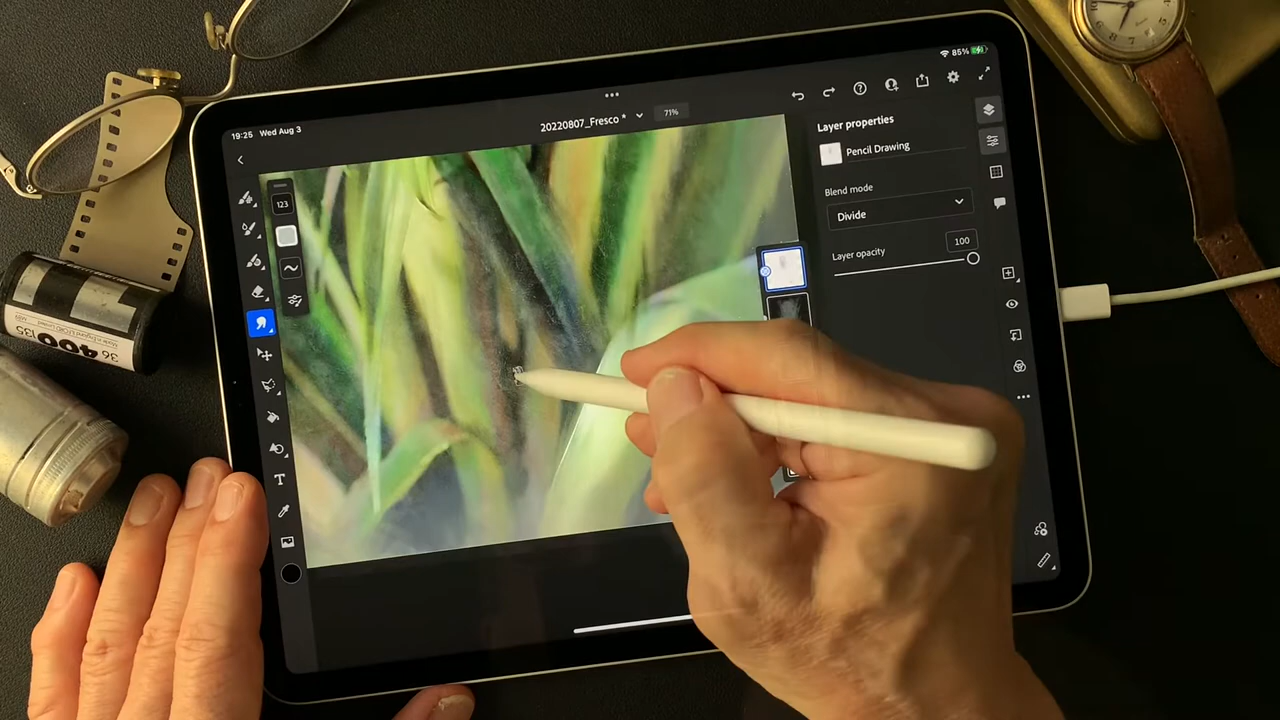 19:25 Wed Aug 3
85%
20220807_Fresco *
71%
Layer properties
Pencil Drawing
Blend mode
Divide
Layer opacity
100
123
T
36
400
135